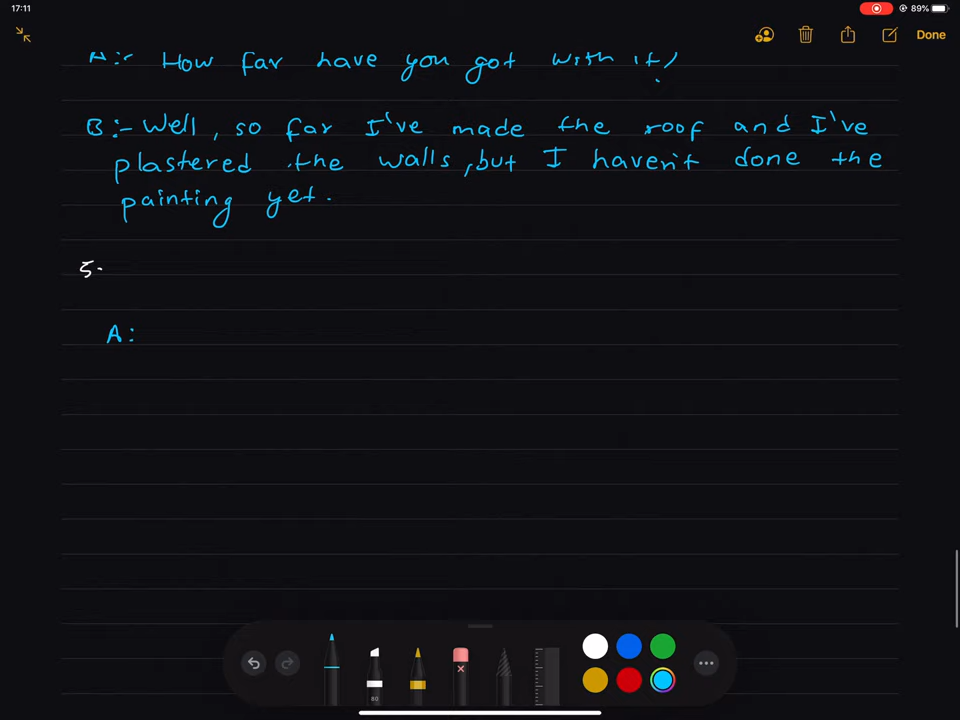 17:11
89%
Done
A:- How far have you got with it?
B:- Well, so far I've made the roof and I've
plastered the walls, but I haven't done the
painting yet.
5.
A:
80